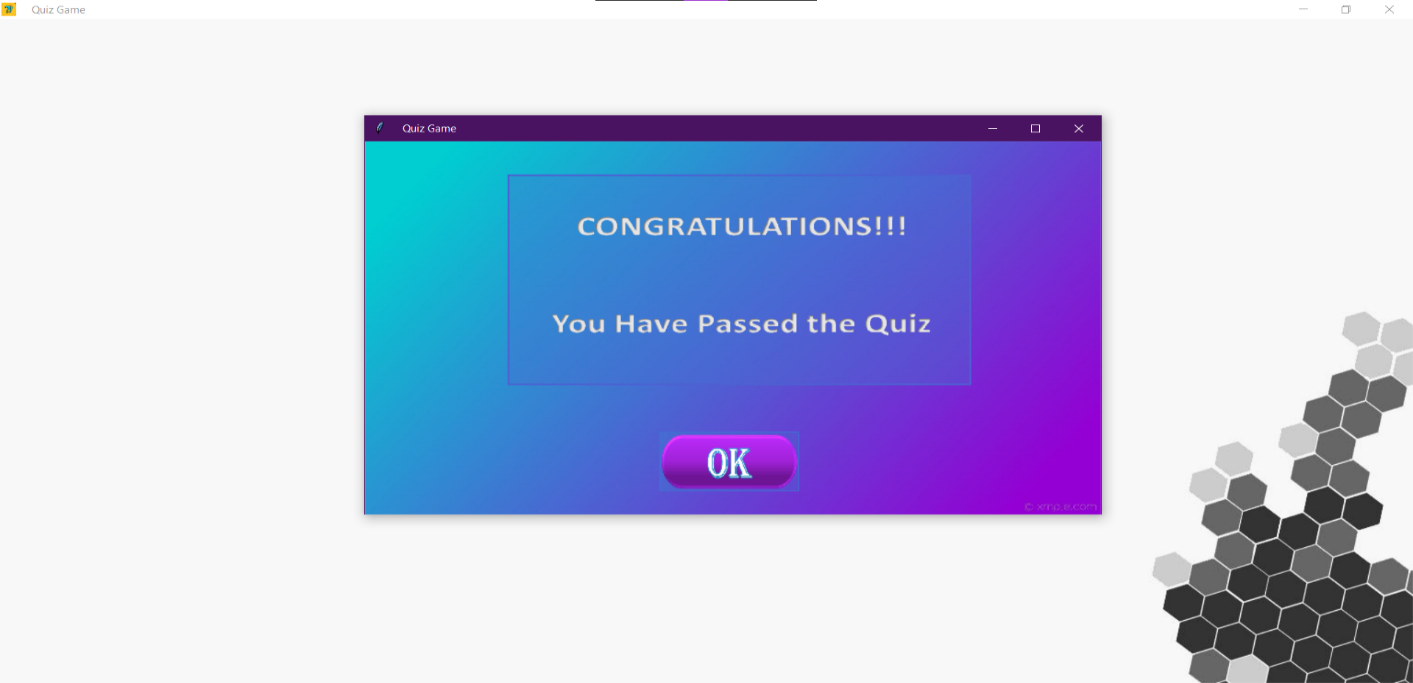 Quiz Game
Quiz Game
CONGRATULATIONS!!!
You Have Passed the Quiz
OK